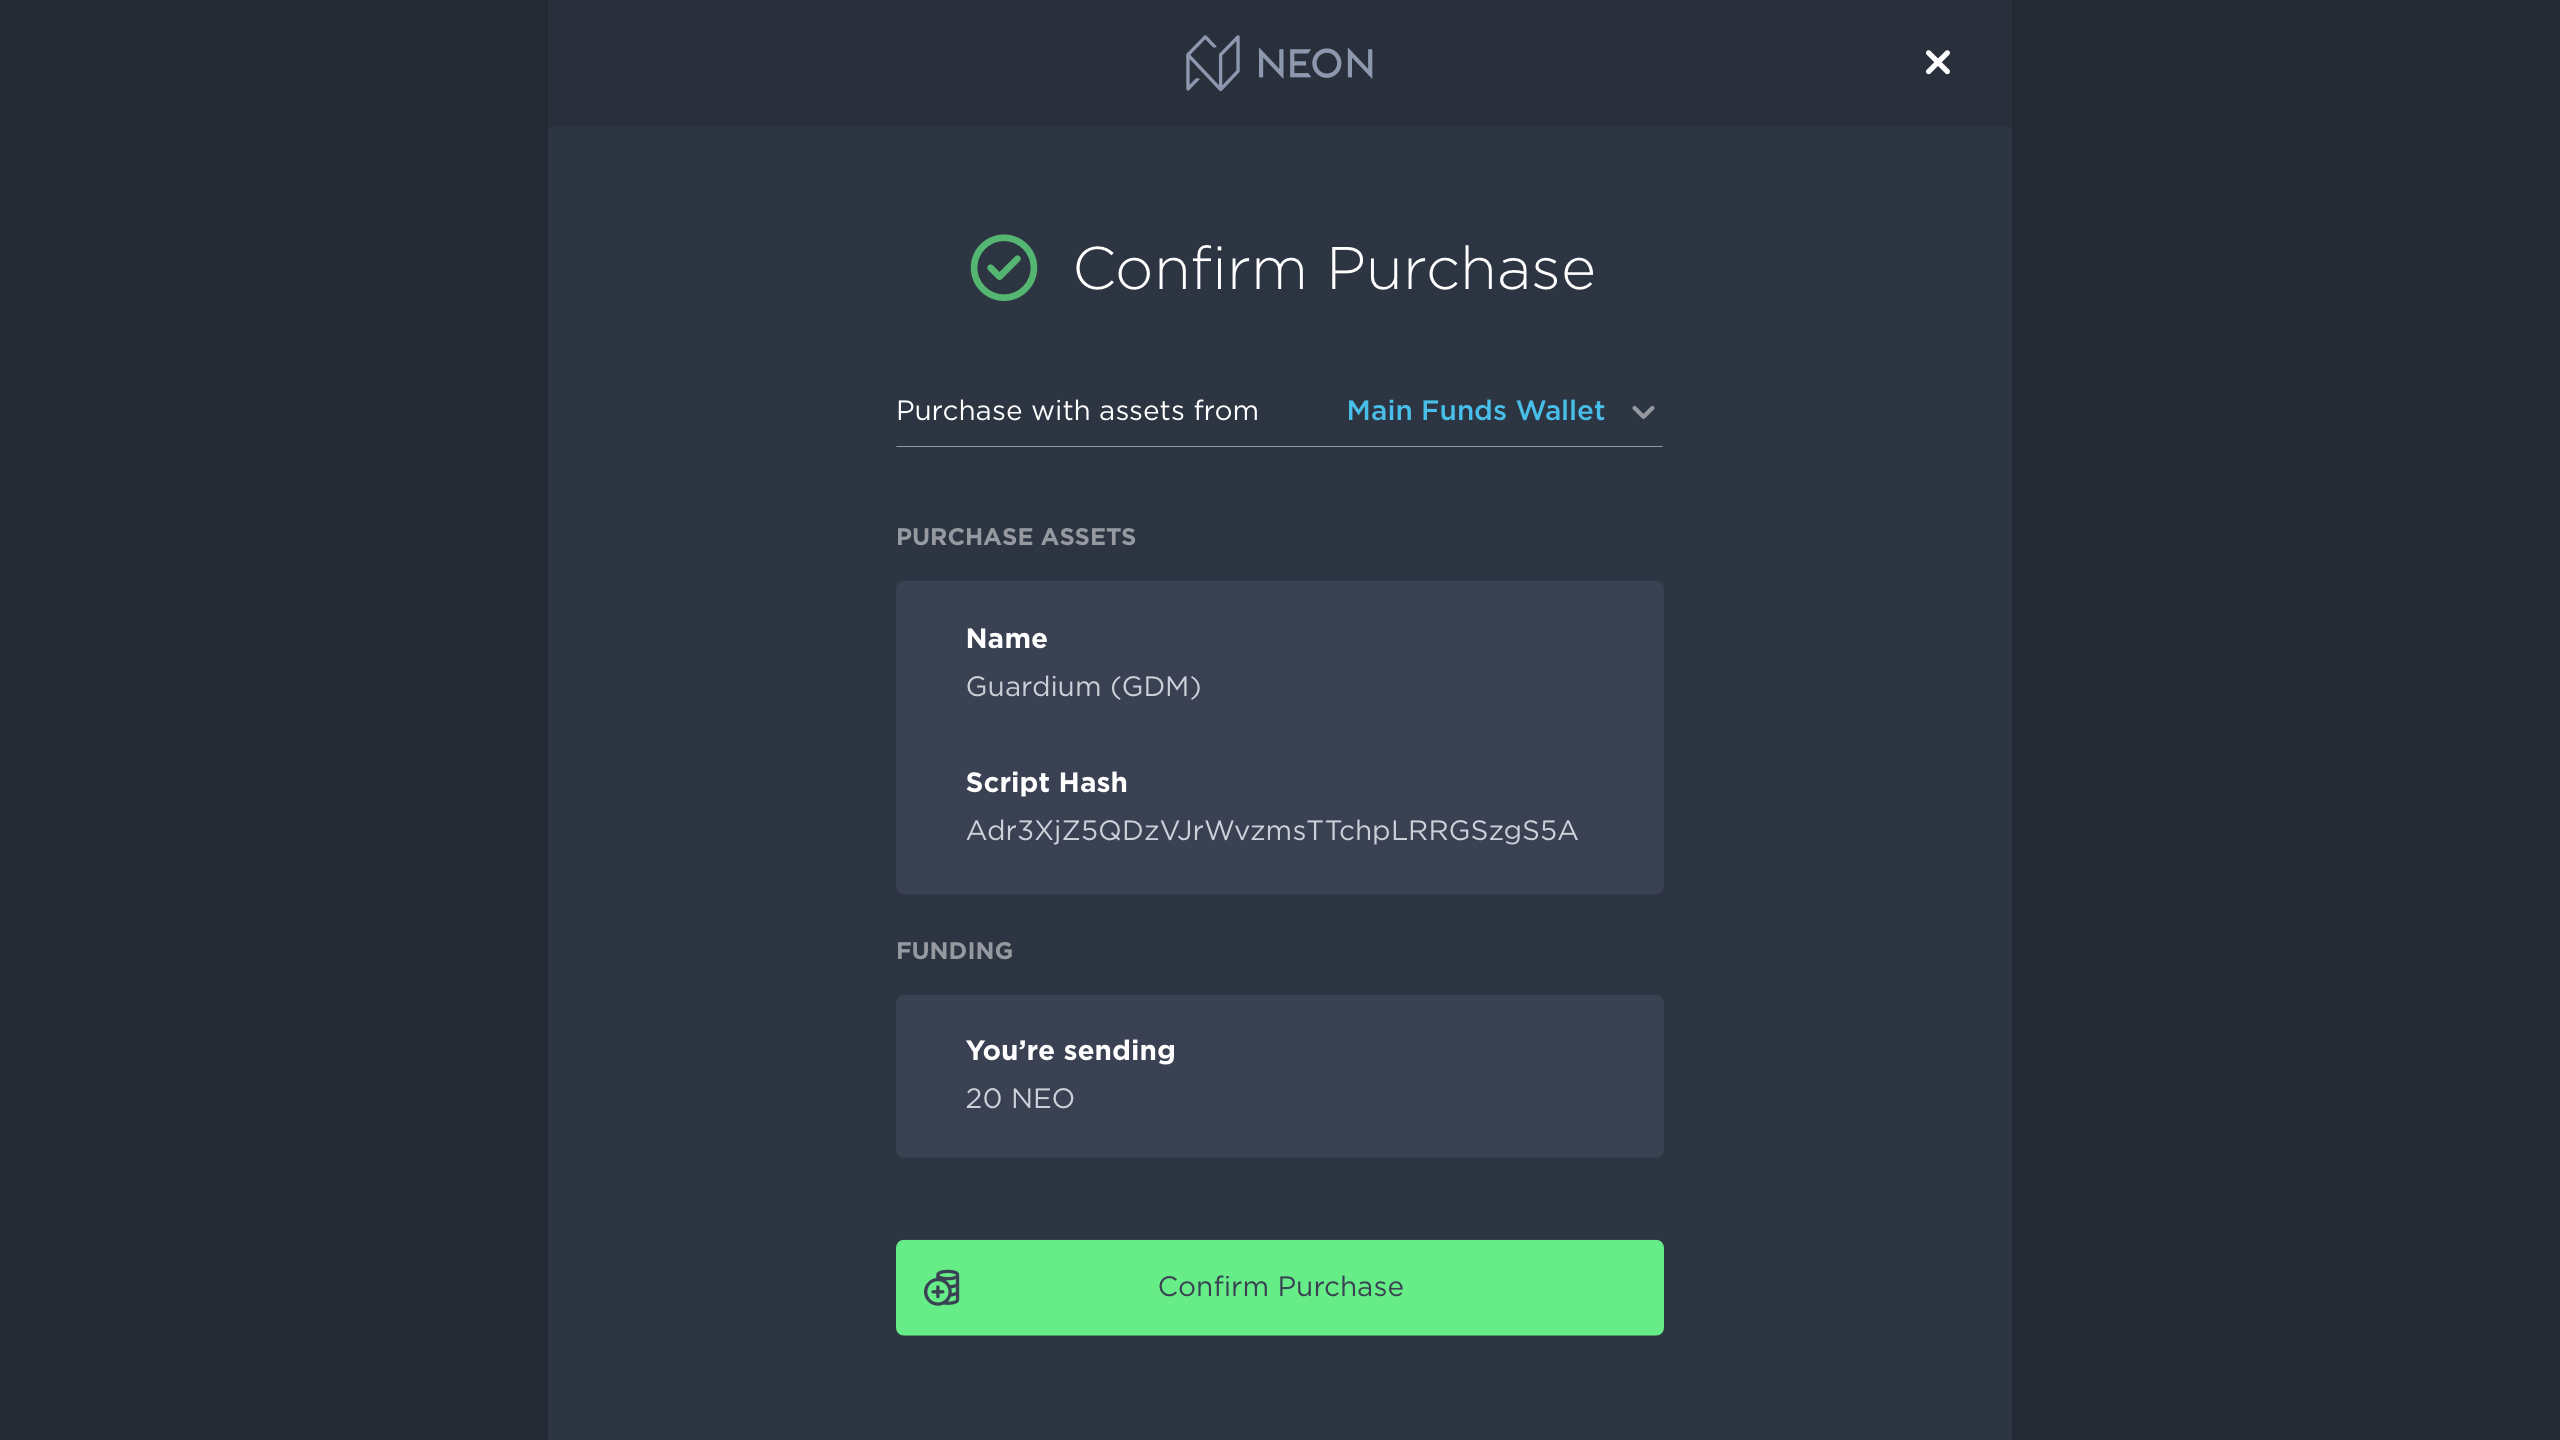 NEON
Confirm Purchase
Purchase with assets from Main Funds Wallet
PURCHASE ASSETS
Name
Guardium (GDM)
Script Hash
Adr3XjZ5QDzVJrWvzmsTTchpLRRGSzgS5A
FUNDING
You’re sending
20 NEO
Confirm Purchase